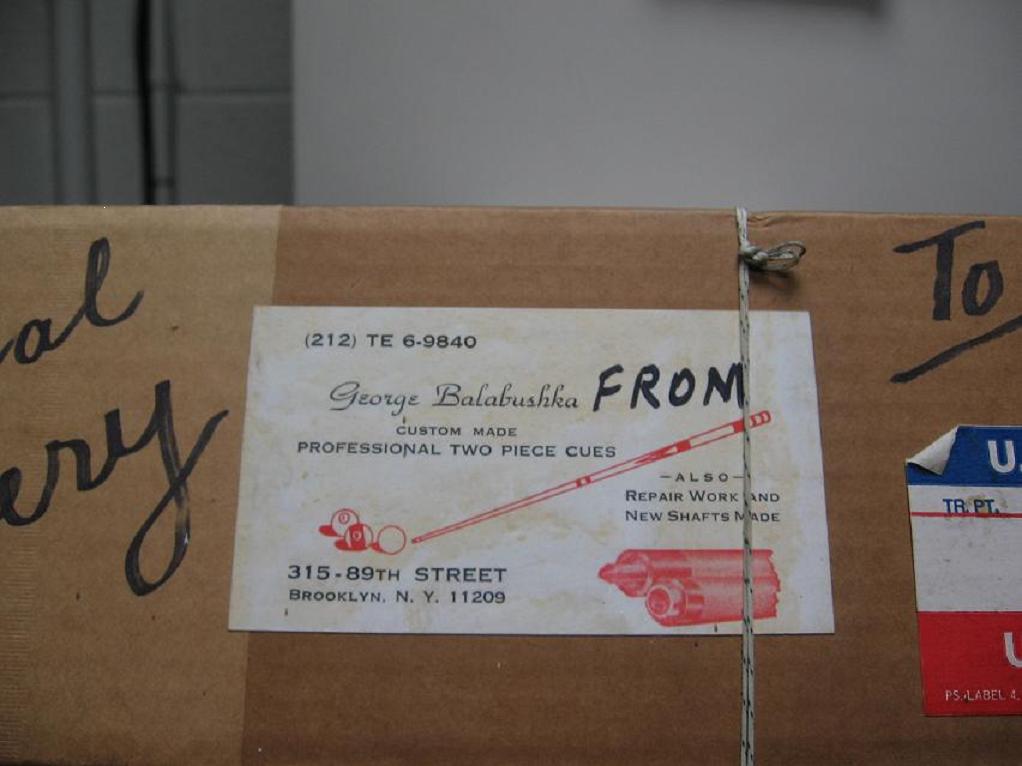 al
ery
(212) TE 6-9840
George Balabushka FROM
CUSTOM MADE
PROFESSIONAL TWO PIECE CUES
—ALSO—
REPAIR WORK AND
NEW SHAFTS MADE
315-89TH STREET
BROOKLYN, N. Y. 11209
To
U.
TR. PT.
U
PS LABEL 4